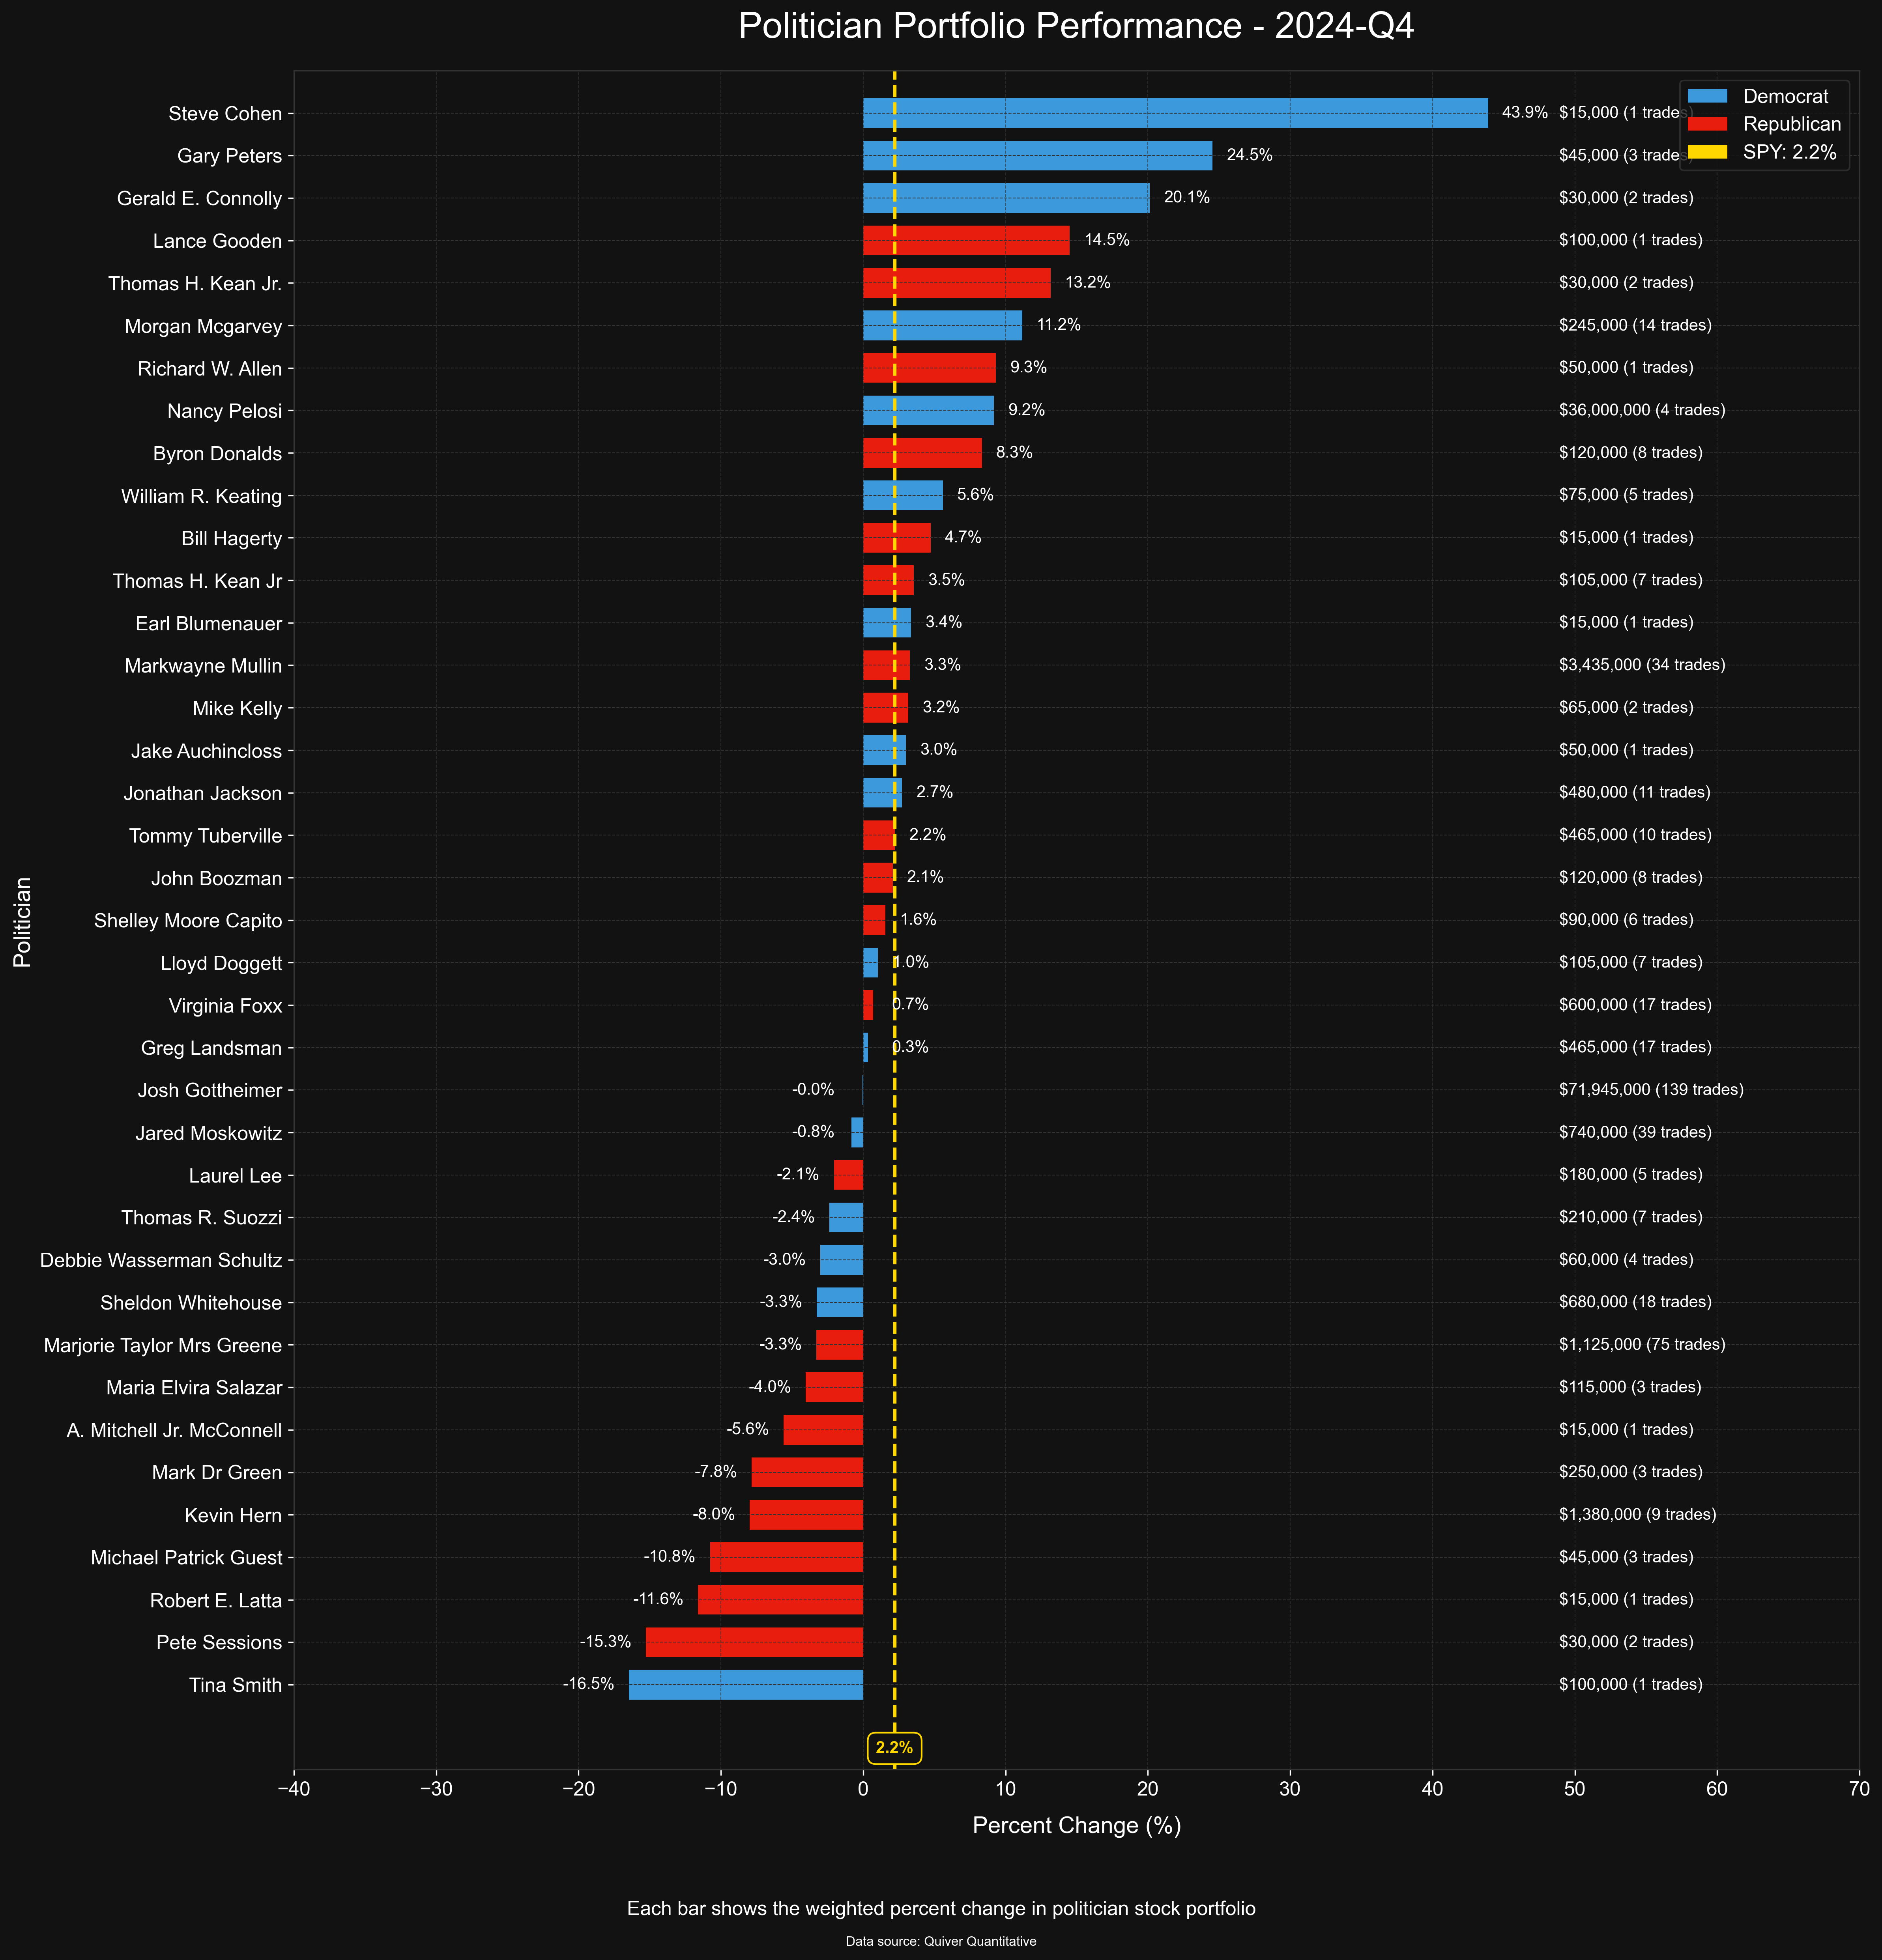 Politician Portfolio Performance - 2024-Q4
Democrat
Republican
SPY: 2.2%
Politician
Steve Cohen 43.9% $15,000 (1 trades)
Gary Peters 24.5% $45,000 (3 trades
Gerald E. Connolly 20.1% $30,000 (2 trades)
Lance Gooden 14.5% $100,000 (1 trades)
Thomas H. Kean Jr. 13.2% $30,000 (2 trades)
Morgan Mcgarvey 11.2% $245,000 (14 trades)
Richard W. Allen 9.3% $50,000 (1 trades)
Nancy Pelosi 9.2% $36,000,000 (4 trades)
Byron Donalds 8.3% $120,000 (8 trades)
William R. Keating 5.6% $75,000 (5 trades)
Bill Hagerty 4.7% $15,000 (1 trades)
Thomas H. Kean Jr 3.5% $105,000 (7 trades)
Earl Blumenauer 3.4% $15,000 (1 trades)
Markwayne Mullin 3.3% $3,435,000 (34 trades)
Mike Kelly 3.2% $65,000 (2 trades)
Jake Auchincloss 3.0% $50,000 (1 trades)
Jonathan Jackson 2.7% $480,000 (11 trades)
Tommy Tuberville 2.2% $465,000 (10 trades)
John Boozman 2.1% $120,000 (8 trades)
Shelley Moore Capito 1.6% $90,000 (6 trades)
Lloyd Doggett 1.0% $105,000 (7 trades)
Virginia Foxx 0.7% $600,000 (17 trades)
Greg Landsman 0.3% $465,000 (17 trades)
Josh Gottheimer -0.0% $71,945,000 (139 trades)
Jared Moskowitz -0.8% $740,000 (39 trades)
Laurel Lee -2.1% $180,000 (5 trades)
Thomas R. Suozzi -2.4% $210,000 (7 trades)
Debbie Wasserman Schultz -3.0% $60,000 (4 trades)
Sheldon Whitehouse -3.3% $680,000 (18 trades)
Marjorie Taylor Mrs Greene -3.3% $1,125,000 (75 trades)
Maria Elvira Salazar -4.0% $115,000 (3 trades)
A. Mitchell Jr. McConnell -5.6% $15,000 (1 trades)
Mark Dr Green -7.8% $250,000 (3 trades)
Kevin Hern -8.0% $1,380,000 (9 trades)
Michael Patrick Guest -10.8% $45,000 (3 trades)
Robert E. Latta -11.6% $15,000 (1 trades)
Pete Sessions -15.3% $30,000 (2 trades)
Tina Smith -16.5% $100,000 (1 trades)
2.2%
−40 −30 −20 −10 0 10 20 30 40 50 60 70
Percent Change (%)
Each bar shows the weighted percent change in politician stock portfolio
Data source: Quiver Quantitative